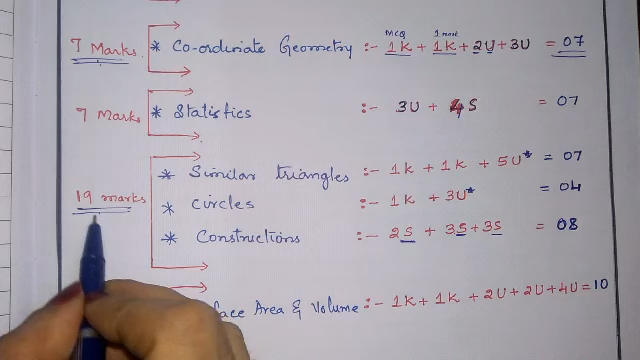 MCQ 1 mark
7 Marks * Co-ordinate Geometry :- 1K + 1K + 2U + 3U = 07
7 Marks * Statistics :- 3U + 4S = 07
* Similar triangles :- 1K + 1K + 5U* = 07
19 marks * Circles :- 1K + 3U* = 04
* Constructions :- 2S + 3S + 3S = 08
face Area & Volume :- 1K + 1K + 2U + 2U + 4U = 10